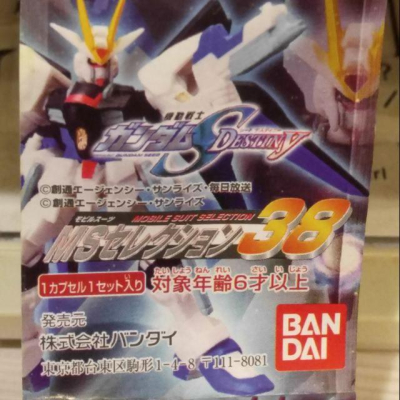 機動戦士
ガンダムSEED DESTINY
©創通エージェンシー・サンライズ・毎日放送
©創通エージェンシー・サンライズ
モビルスーツ MOBILE SUIT SELECTION
MSセレクション38
1カプセル1セット入り 対象年齢6才以上
たいしょうねんれい さいいじょう
発売元
株式会社バンダイ
東京都台東区駒形1-4-8 〒111-8081
BAN
DAI